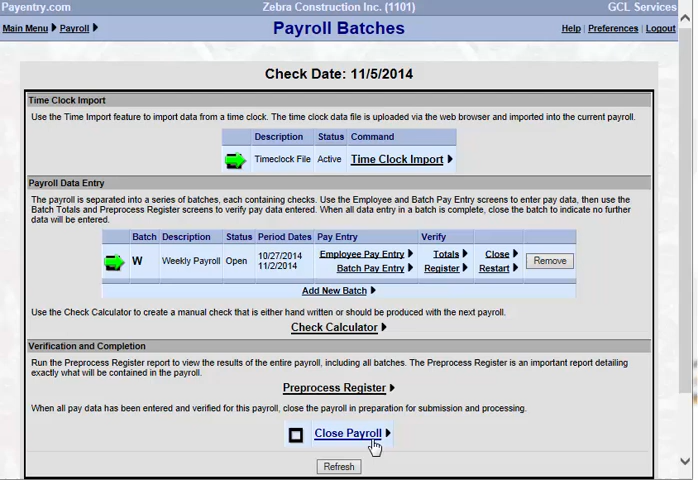 Payentry.com Zebra Construction Inc. (1101) GCL Services
Main Menu Payroll Payroll Batches Help | Preferences | Logout
Check Date: 11/5/2014
Time Clock Import
Use the Time Import feature to import data from a time clock. The time clock data file is uploaded via the web browser and imported into the current payroll.
Description Status Command
Timeclock File Active Time Clock Import
Payroll Data Entry
The payroll is separated into a series of batches, each containing checks. Use the Employee and Batch Pay Entry screens to enter pay data, then use the
Batch Totals and Preprocess Register screens to verify pay data entered. When all data entry in a batch is complete, close the batch to indicate no further
data will be entered.
Batch Description Status Period Dates Pay Entry Verify
W Weekly Payroll Open 10/27/2014 Employee Pay Entry Totals Close Remove
11/2/2014 Batch Pay Entry Register Restart
Add New Batch
Use the Check Calculator to create a manual check that is either hand written or should be produced with the next payroll.
Check Calculator
Verification and Completion
Run the Preprocess Register report to view the results of the entire payroll, including all batches. The Preprocess Register is an important report detailing
exactly what will be contained in the payroll.
Preprocess Register
When all pay data has been entered and verified for this payroll, close the payroll in preparation for submission and processing.
Close Payroll
Refresh